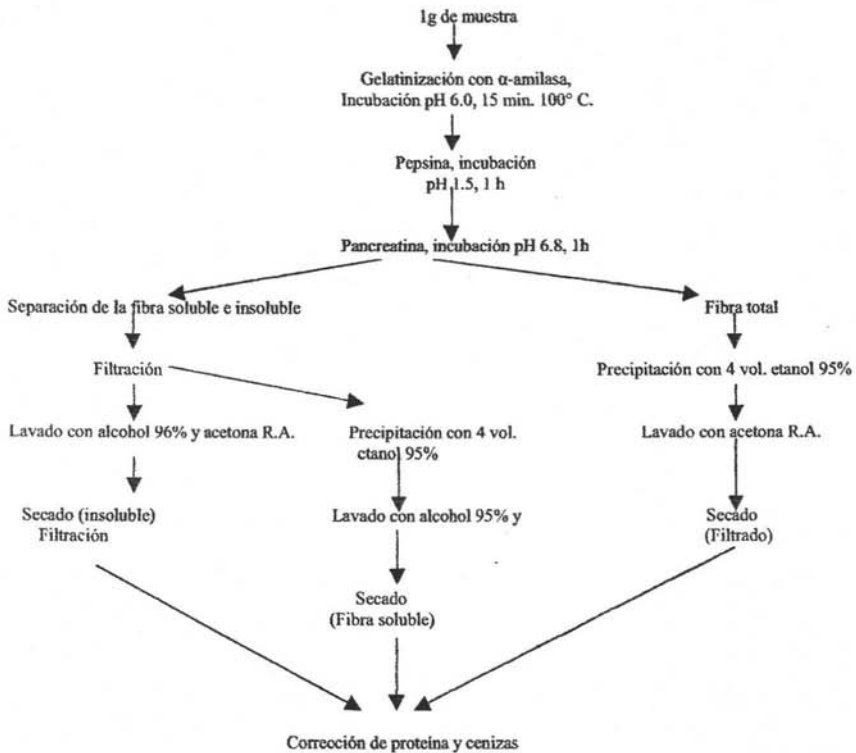 1g de muestra
Gelatinización con α-amilasa,
Incubación pH 6.0, 15 min. 100° C.
Pepsina, incubación
pH 1.5, 1 h
Pancreatina, incubación pH 6.8, 1h
Separación de la fibra soluble e insoluble
Fibra total
Filtración
Precipitación con 4 vol. etanol 95%
Lavado con alcohol 96% y acetona R.A.
Precipitación con 4 vol.
etanol 95%
Lavado con acetona R.A.
Secado (insoluble)
Filtración
Lavado con alcohol 95% y
Secado
(Filtrado)
Secado
(Fibra soluble)
Corrección de proteína y cenizas